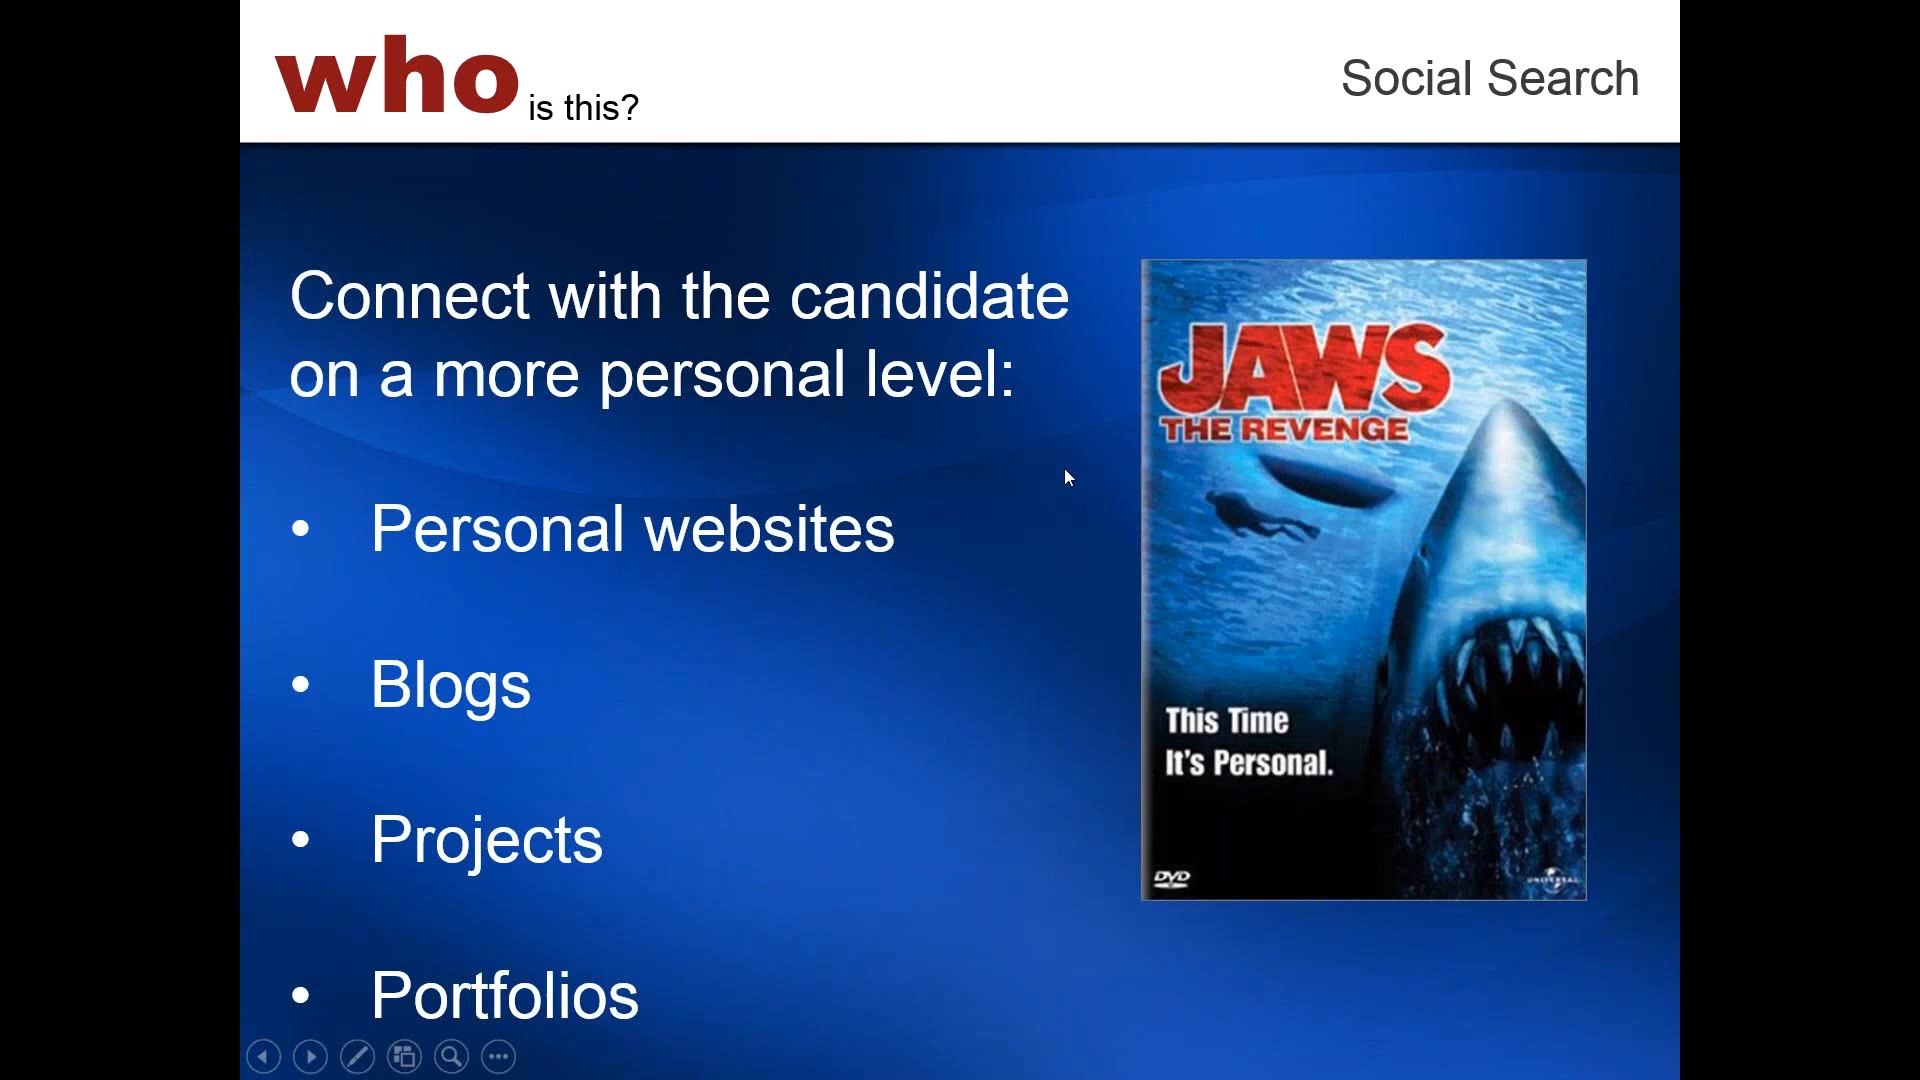 who is this?
Social Search
Connect with the candidate
on a more personal level:
• Personal websites
• Blogs
• Projects
• Portfolios
JAWS
THE REVENGE
This Time
It's Personal.
DVD
UNIVERSAL